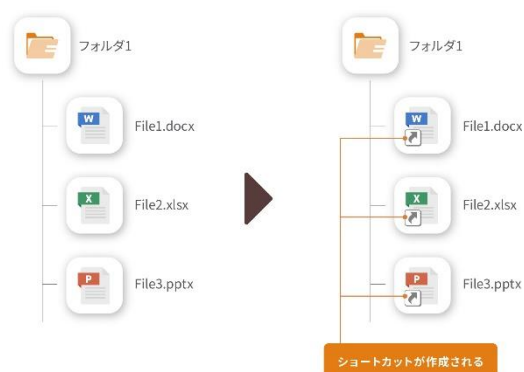 フォルダ1
W
File1.docx
X
File2.xlsx
P
File3.pptx
フォルダ1
W
File1.docx
X
File2.xlsx
P
File3.pptx
ショートカットが作成される